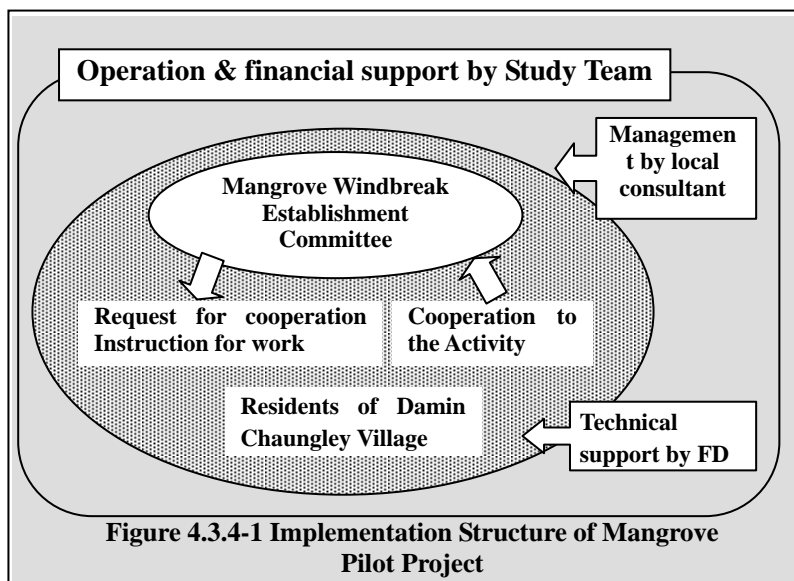 Operation & financial support by Study Team
Managemen
t by local
consultant
Mangrove Windbreak
Establishment
Committee
Request for cooperation
Instruction for work
Cooperation to
the Activity
Residents of Damin
Chaungley Village
Technical
support by FD
Figure 4.3.4-1 Implementation Structure of Mangrove
Pilot Project